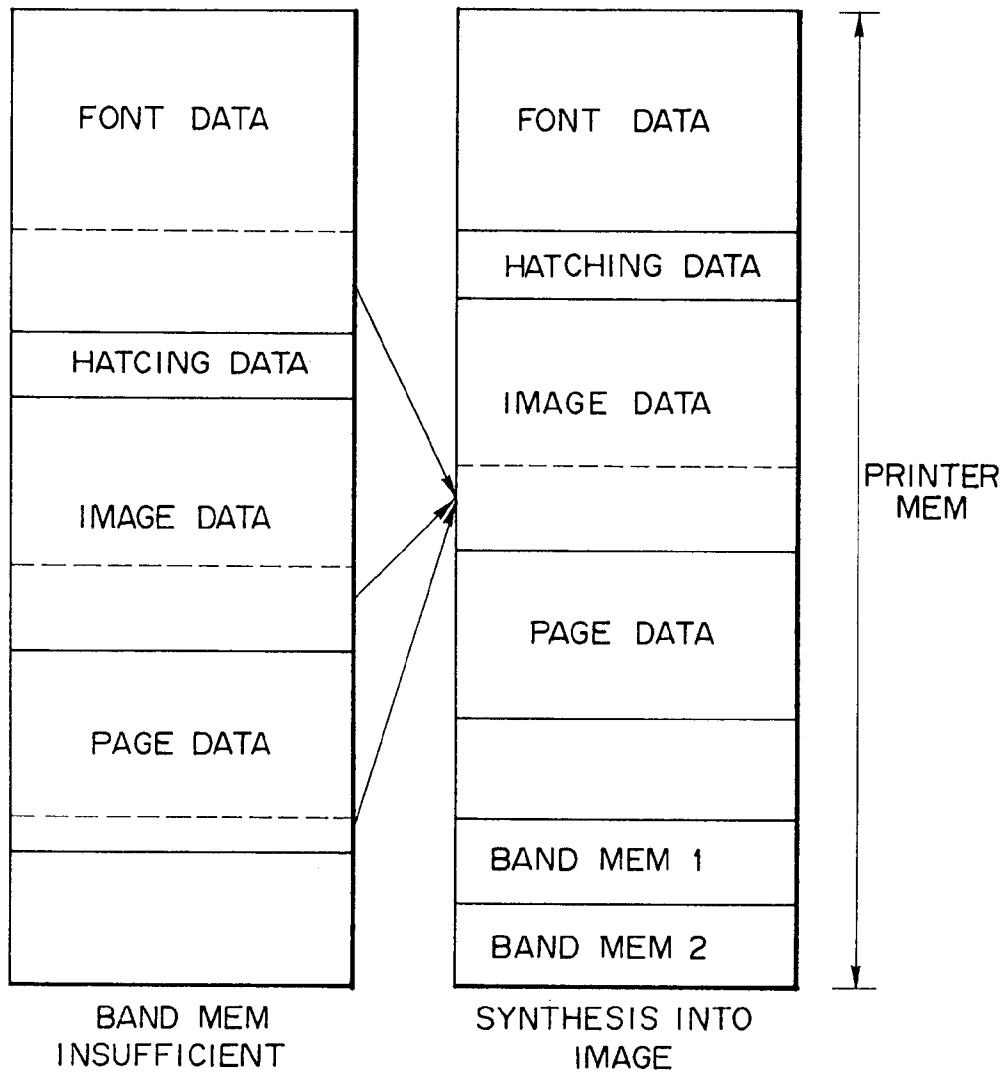 FONT DATA
HATCING DATA
IMAGE DATA
PAGE DATA
BAND MEM
INSUFFICIENT
FONT DATA
HATCHING DATA
IMAGE DATA
PAGE DATA
BAND MEM 1
BAND MEM 2
SYNTHESIS INTO
IMAGE
PRINTER
MEM